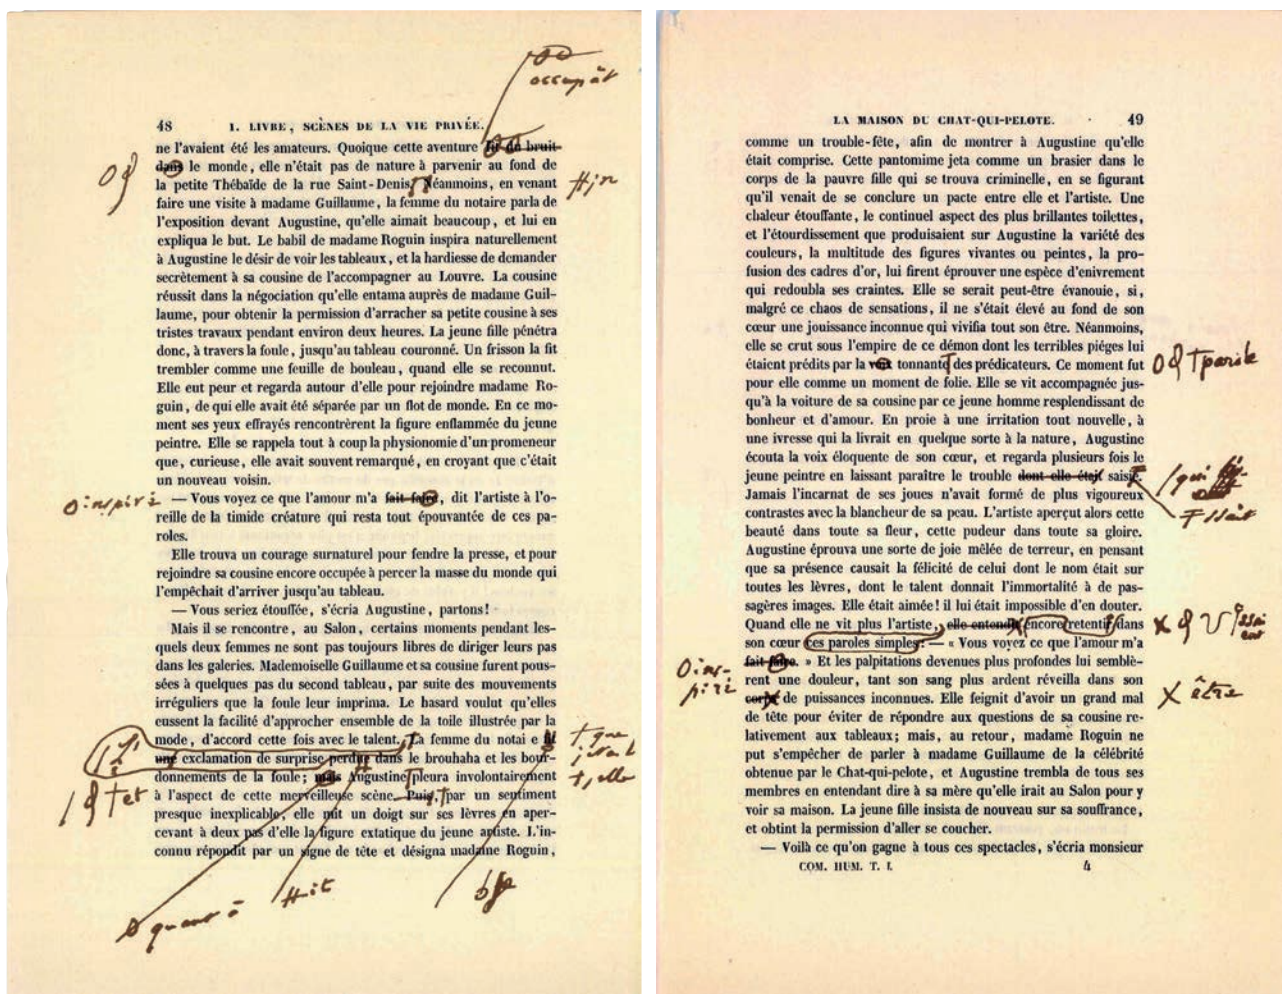 occupât
48 I. LIVRE, SCÈNES DE LA VIE PRIVÉE.
ne l'avaient été les amateurs. Quoique cette aventure fit du bruit
dans le monde, elle n'était pas de nature à parvenir au fond de
la petite Thébaïde de la rue Saint-Denis. Néanmoins, en venant
faire une visite à madame Guillaume, la femme du notaire parla de
l'exposition devant Augustine, qu'elle aimait beaucoup, et lui en
expliqua le but. Le babil de madame Roguin inspira naturellement
à Augustine le désir de voir les tableaux, et la hardiesse de demander
secrètement à sa cousine de l'accompagner au Louvre. La cousine
réussit dans la négociation qu'elle entama auprès de madame Guil-
laume, pour obtenir la permission d'arracher sa petite cousine à ses
tristes travaux pendant environ deux heures. La jeune fille pénétra
donc, à travers la foule, jusqu'au tableau couronné. Un frisson la fit
trembler comme une feuille de bouleau, quand elle se reconnut.
Elle eut peur et regarda autour d'elle pour rejoindre madame Ro-
guin, de qui elle avait été séparée par un flot de monde. En ce mo-
ment ses yeux effrayés rencontrèrent la figure enflammée du jeune
peintre. Elle se rappela tout à coup la physionomie d'un promeneur
que, curieuse, elle avait souvent remarqué, en croyant que c'était
un nouveau voisin.
inspiré
— Vous voyez ce que l'amour m'a fait faire, dit l'artiste à l'o-
reille de la timide créature qui resta tout épouvantée de ces pa-
roles.
Elle trouva un courage surnaturel pour fendre la presse, et pour
rejoindre sa cousine encore occupée à percer la masse du monde qui
l'empêchait d'arriver jusqu'au tableau.
— Vous seriez étouffée, s'écria Augustine, partons!
Mais il se rencontre, au Salon, certains moments pendant les-
quels deux femmes ne sont pas toujours libres de diriger leurs pas
dans les galeries. Mademoiselle Guillaume et sa cousine furent pous-
sées à quelques pas du second tableau, par suite des mouvements
irréguliers que la foule leur imprima. Le hasard voulut qu'elles
eussent la facilité d'approcher ensemble de la toile illustrée par la
mode, d'accord cette fois avec le talent. La femme du notai e fit
une exclamation de surprise perdue dans le brouhaha et les bour-
donnements de la foule; mais Augustine pleura involontairement
à l'aspect de cette merveilleuse scène. Puis, par un sentiment
presque inexplicable, elle mit un doigt sur ses lèvres en aper-
cevant à deux pas d'elle la figure extatique du jeune artiste. L'in-
connu répondit par un signe de tête et désigna madame Roguin,
que
jetait
elle
et
quant à
LA MAISON DU CHAT-QUI-PELOTE. 49
comme un trouble-fête, afin de montrer à Augustine qu'elle
était comprise. Cette pantomime jeta comme un brasier dans le
corps de la pauvre fille qui se trouva criminelle, en se figurant
qu'il venait de se conclure un pacte entre elle et l'artiste. Une
chaleur étouffante, le continuel aspect des plus brillantes toilettes,
et l'étourdissement que produisaient sur Augustine la variété des
couleurs, la multitude des figures vivantes ou peintes, la pro-
fusion des cadres d'or, lui firent éprouver une espèce d'enivrement
qui redoubla ses craintes. Elle se serait peut-être évanouie, si,
malgré ce chaos de sensations, il ne s'était élevé au fond de son
cœur une jouissance inconnue qui vivifia tout son être. Néanmoins,
elle se crut sous l'empire de ce démon dont les terribles piéges lui
étaient prédits par la voix tonnante des prédicateurs. Ce moment fut
parole
pour elle comme un moment de folie. Elle se vit accompagnée jus-
qu'à la voiture de sa cousine par ce jeune homme resplendissant de
bonheur et d'amour. En proie à une irritation tout nouvelle, à
une ivresse qui la livrait en quelque sorte à la nature, Augustine
écouta la voix éloquente de son cœur, et regarda plusieurs fois le
jeune peintre en laissant paraître le trouble dont elle était saisie.
qui
ssait
Jamais l'incarnat de ses joues n'avait formé de plus vigoureux
contrastes avec la blancheur de sa peau. L'artiste aperçut alors cette
beauté dans toute sa fleur, cette pudeur dans toute sa gloire.
Augustine éprouva une sorte de joie mêlée de terreur, en pensant
que sa présence causait la félicité de celui dont le nom était sur
toutes les lèvres, dont le talent donnait l'immortalité à de pas-
sagères images. Elle était aimée! il lui était impossible d'en douter.
Quand elle ne vit plus l'artiste, elle entendit encore retentir dans
son cœur ces paroles simples: — « Vous voyez ce que l'amour m'a
fait faire. » Et les palpitations devenues plus profondes lui semblè-
ins-
piré
rent une douleur, tant son sang plus ardent réveilla dans son
corps de puissances inconnues. Elle feignit d'avoir un grand mal
être
de tête pour éviter de répondre aux questions de sa cousine re-
lativement aux tableaux; mais, au retour, madame Roguin ne
put s'empêcher de parler à madame Guillaume de la célébrité
obtenue par le Chat-qui-pelote, et Augustine trembla de tous ses
membres en entendant dire à sa mère qu'elle irait au Salon pour y
voir sa maison. La jeune fille insista de nouveau sur sa souffrance,
et obtint la permission d'aller se coucher.
— Voilà ce qu'on gagne à tous ces spectacles, s'écria monsieur
COM. HUM. T. I. 4